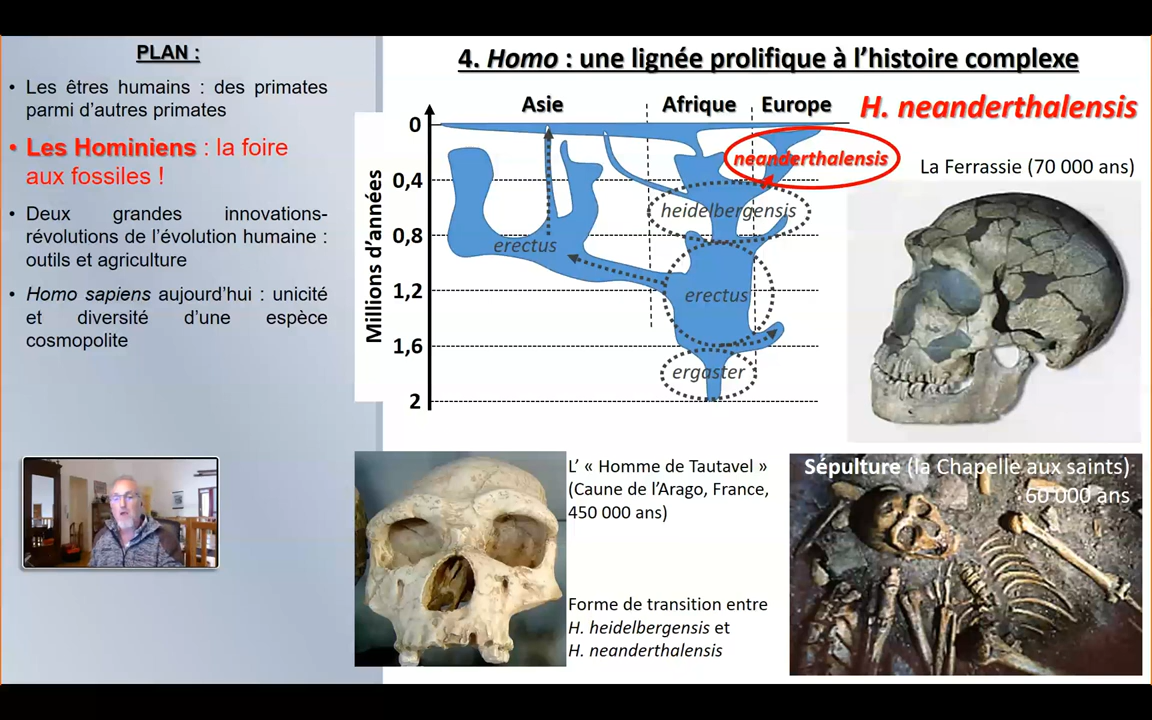 PLAN :
• Les êtres humains : des primates
parmi d'autres primates
• Les Hominiens : la foire
aux fossiles !
• Deux grandes innovations-
révolutions de l'évolution humaine :
outils et agriculture
• Homo sapiens aujourd'hui : unicité
et diversité d'une espèce
cosmopolite
4. Homo : une lignée prolifique à l'histoire complexe
Asie
Afrique
Europe
H. neanderthalensis
Millions d'années
0
0,4
0,8
1,2
1,6
2
neanderthalensis
heidelbergensis
erectus
erectus
ergaster
La Ferrassie (70 000 ans)
L' « Homme de Tautavel »
(Caune de l'Arago, France,
450 000 ans)
Forme de transition entre
H. heidelbergensis et
H. neanderthalensis
Sépulture (la Chapelle aux saints)
60 000 ans